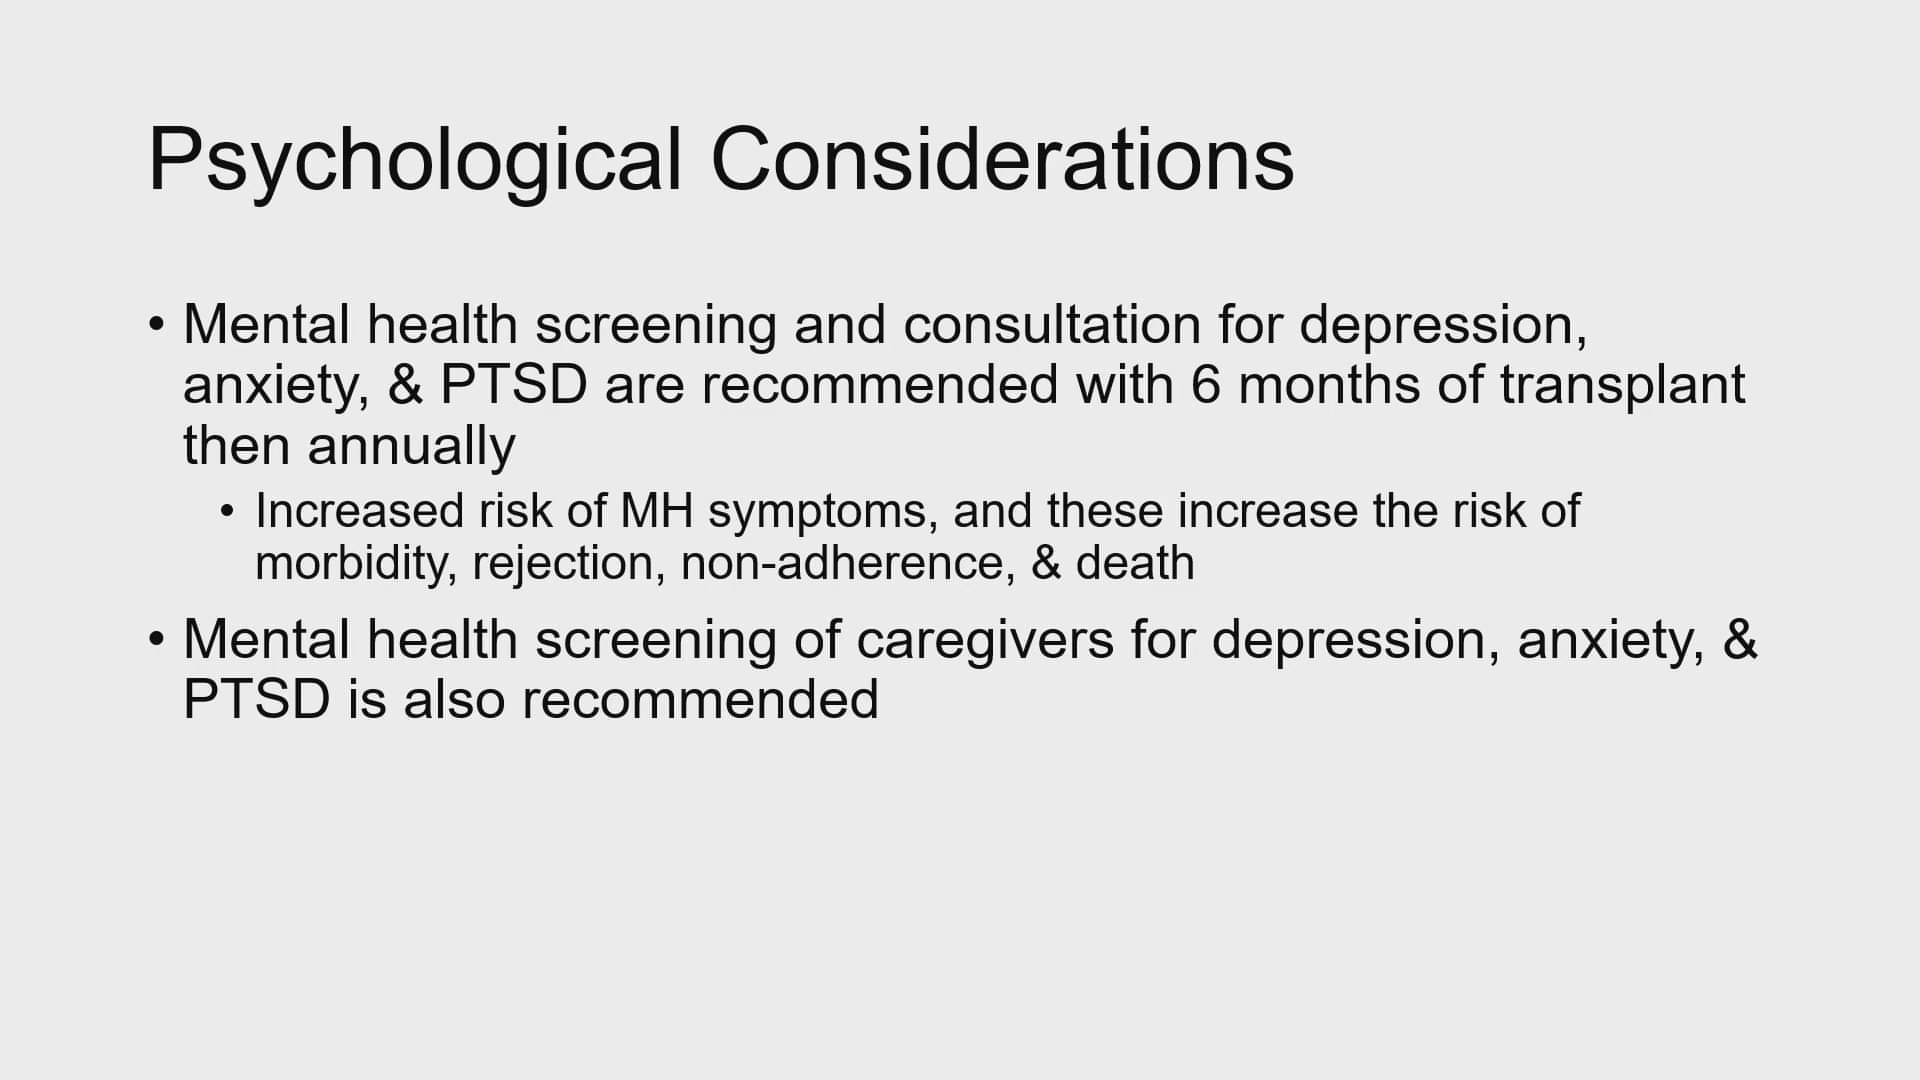 Psychological Considerations
• Mental health screening and consultation for depression,
anxiety, & PTSD are recommended with 6 months of transplant
then annually
• Increased risk of MH symptoms, and these increase the risk of
morbidity, rejection, non-adherence, & death
• Mental health screening of caregivers for depression, anxiety, &
PTSD is also recommended